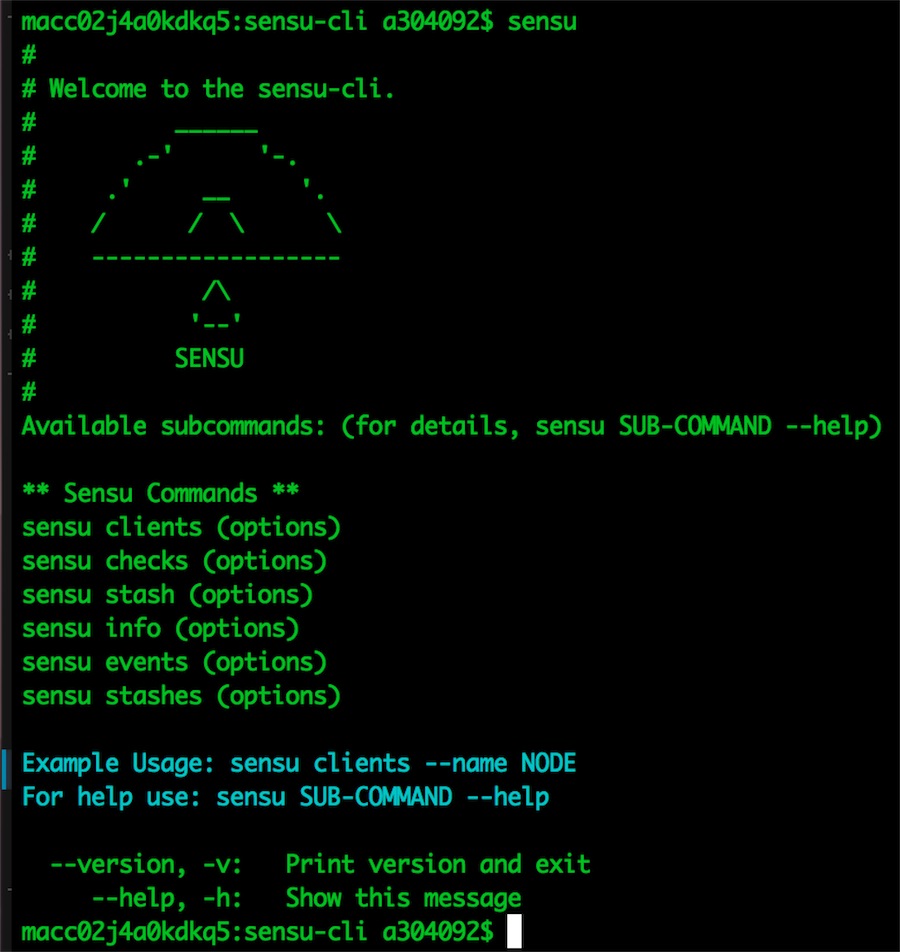 macc02j4a0kdkq5:sensu-cli a304092$ sensu
#
# Welcome to the sensu-cli.
#          ______
#       .-'      '-.
#     .'     __     '.
#    /      /  \      \
#    ------------------
#            /\
#           '--'
#          SENSU
#
Available subcommands: (for details, sensu SUB-COMMAND --help)

** Sensu Commands **
sensu clients (options)
sensu checks (options)
sensu stash (options)
sensu info (options)
sensu events (options)
sensu stashes (options)

Example Usage: sensu clients --name NODE
For help use: sensu SUB-COMMAND --help

  --version, -v:   Print version and exit
     --help, -h:   Show this message
macc02j4a0kdkq5:sensu-cli a304092$